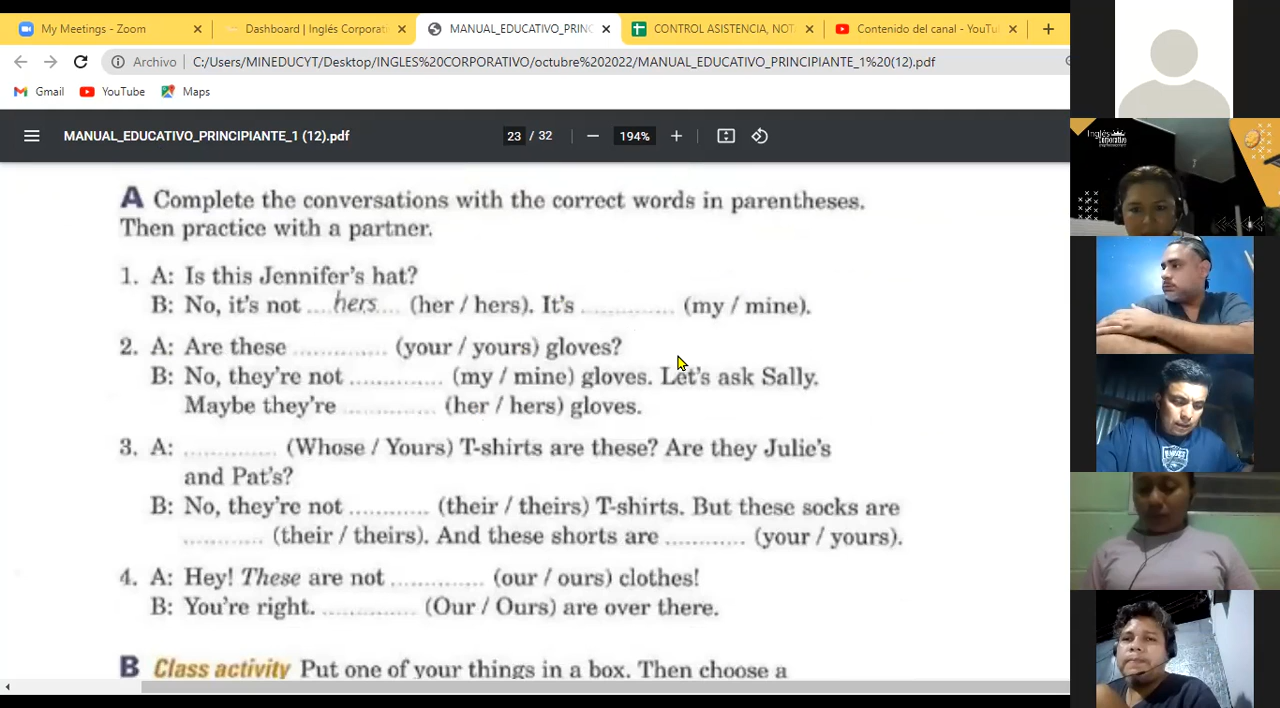 My Meetings - Zoom
Dashboard | Inglés Corporati
MANUAL_EDUCATIVO_PRINC
CONTROL ASISTENCIA, NOT
Contenido del canal - YouTu
Archivo | C:/Users/MINEDUCYT/Desktop/INGLES%20CORPORATIVO/octubre%202022/MANUAL_EDUCATIVO_PRINCIPIANTE_1%20(12).pdf
Gmail YouTube Maps
MANUAL_EDUCATIVO_PRINCIPIANTE_1 (12).pdf 23 / 32 194%
A Complete the conversations with the correct words in parentheses.
Then practice with a partner.
1. A: Is this Jennifer's hat?
B: No, it's not ....hers.... (her / hers). It's ............. (my / mine).
2. A: Are these ............. (your / yours) gloves?
B: No, they're not ............. (my / mine) gloves. Let's ask Sally.
Maybe they're ............. (her / hers) gloves.
3. A: ............. (Whose / Yours) T-shirts are these? Are they Julie's
and Pat's?
B: No, they're not ............ (their / theirs) T-shirts. But these socks are
............ (their / theirs). And these shorts are ............ (your / yours).
4. A: Hey! These are not ............. (our / ours) clothes!
B: You're right. ............. (Our / Ours) are over there.
B Class activity Put one of your things in a box. Then choose a
Inglés
Corporativo